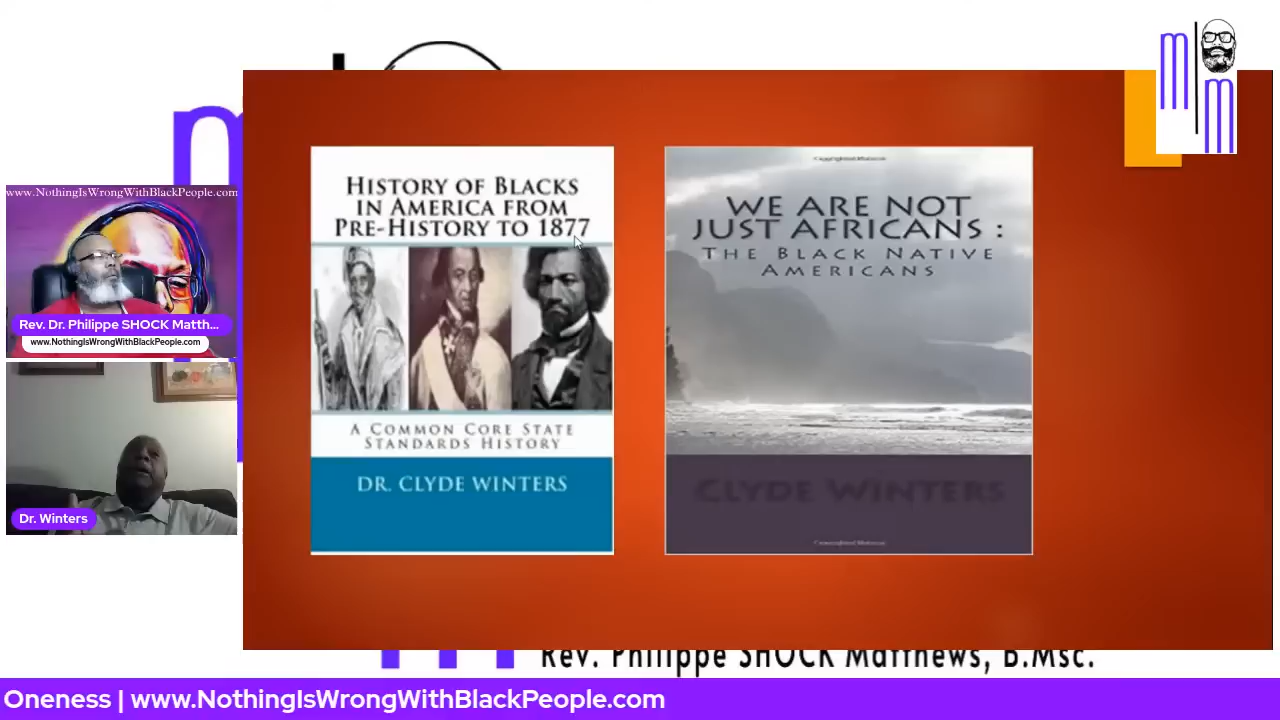 www.NothingIsWrongWithBlackPeople.com
Rev. Dr. Philippe SHOCK Matth...
www.NothingIsWrongWithBlackPeople.com
Dr. Winters
History of Blacks
in America from
Pre-History to 1877
A Common Core State
Standards History
Dr. Clyde Winters
We Are Not
Just Africans :
The Black Native
Americans
Clyde Winters
m
m
Rev. Philippe SHOCK Matthews, B.Msc.
Oneness | www.NothingIsWrongWithBlackPeople.com